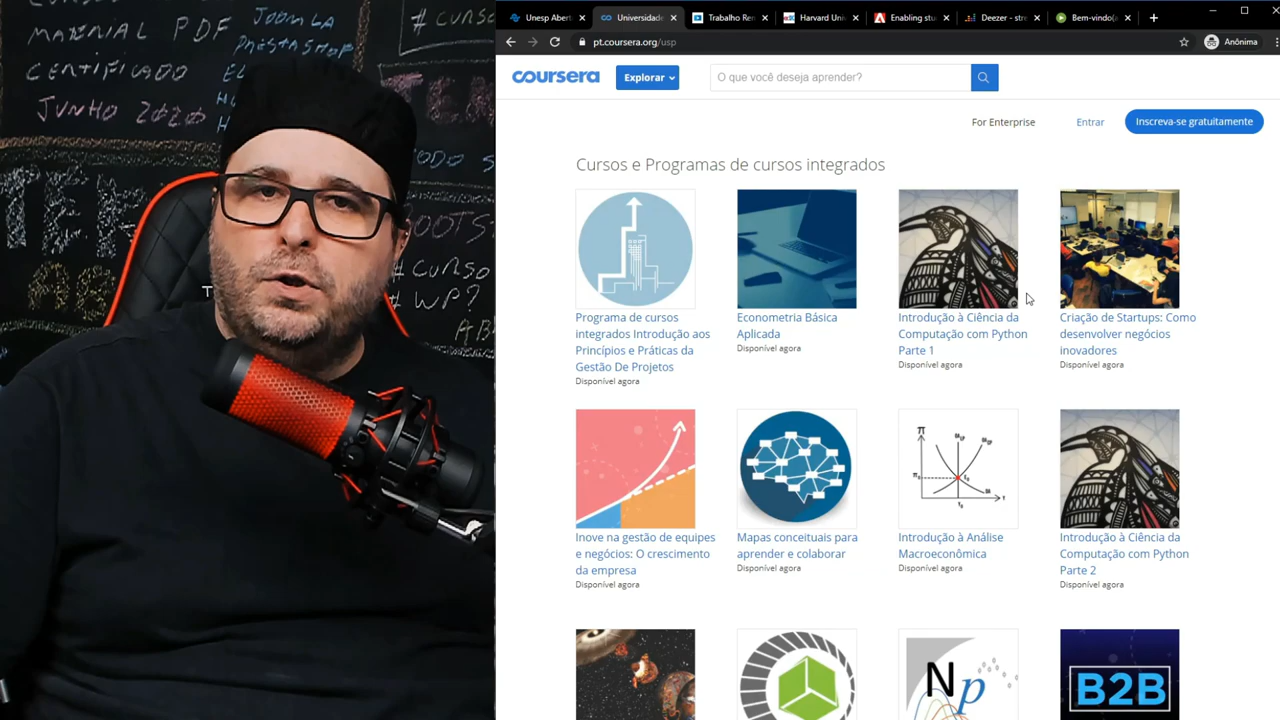 MATERIAL PDF
CERTIFICADO
JUNHO 2020
JOOMLA
PRESTASHOP
# CURSO
# CURSO
# WP7
Unesp Abert
Universidade
Trabalho Ren
Harvard Uni
Enabling stu
Deezer - stre
Bem-vindo(a
pt.coursera.org/usp
Anônima
coursera
Explorar
O que você deseja aprender?
For Enterprise
Entrar
Inscreva-se gratuitamente
Cursos e Programas de cursos integrados
Programa de cursos
integrados Introdução aos
Princípios e Práticas da
Gestão De Projetos
Disponível agora
Econometria Básica
Aplicada
Disponível agora
Introdução à Ciência da
Computação com Python
Parte 1
Disponível agora
Criação de Startups: Como
desenvolver negócios
inovadores
Disponível agora
Inove na gestão de equipes
e negócios: O crescimento
da empresa
Disponível agora
Mapas conceituais para
aprender e colaborar
Disponível agora
Introdução à Análise
Macroeconômica
Disponível agora
Introdução à Ciência da
Computação com Python
Parte 2
Disponível agora
Np
B2B